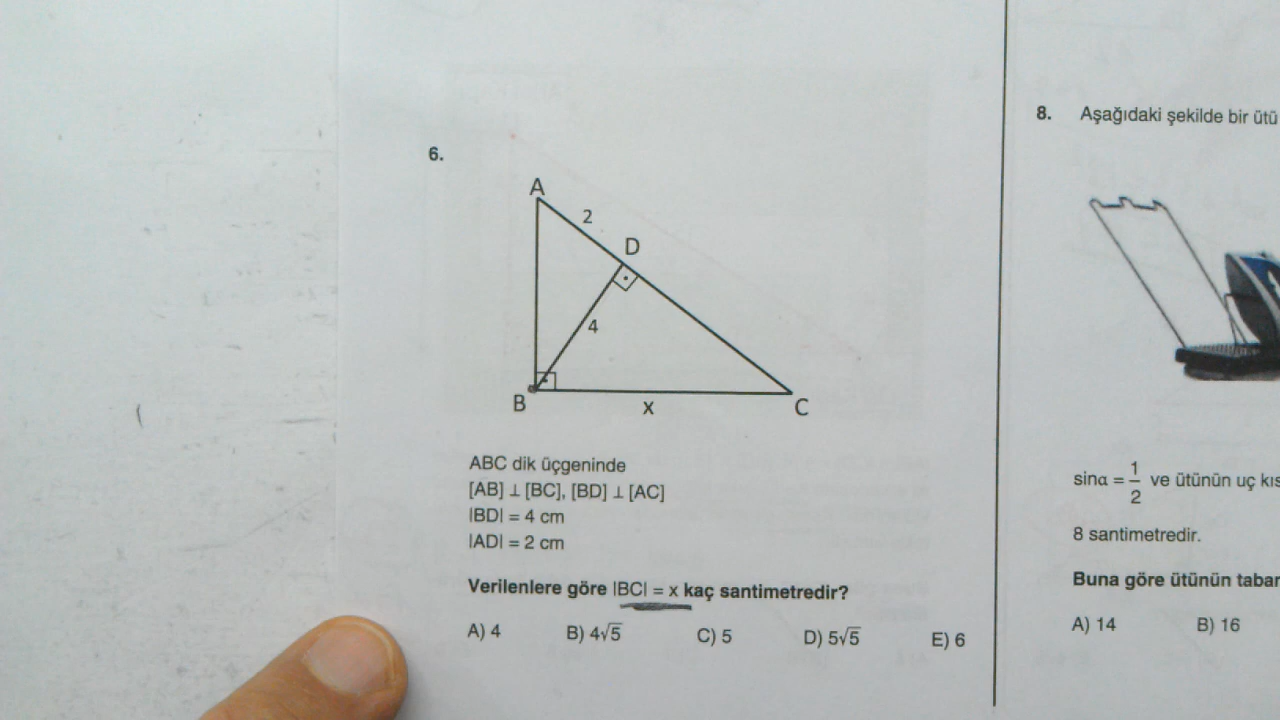 6.
A
2
D
4
B
x
C
ABC dik üçgeninde
[AB] ⊥ [BC], [BD] ⊥ [AC]
|BD| = 4 cm
|AD| = 2 cm
Verilenlere göre |BC| = x kaç santimetredir?
A) 4 B) 4√5 C) 5 D) 5√5 E) 6
8. Aşağıdaki şekilde bir ütü
sinα = 1/2 ve ütünün uç kıs
8 santimetredir.
Buna göre ütünün tabar
A) 14 B) 16